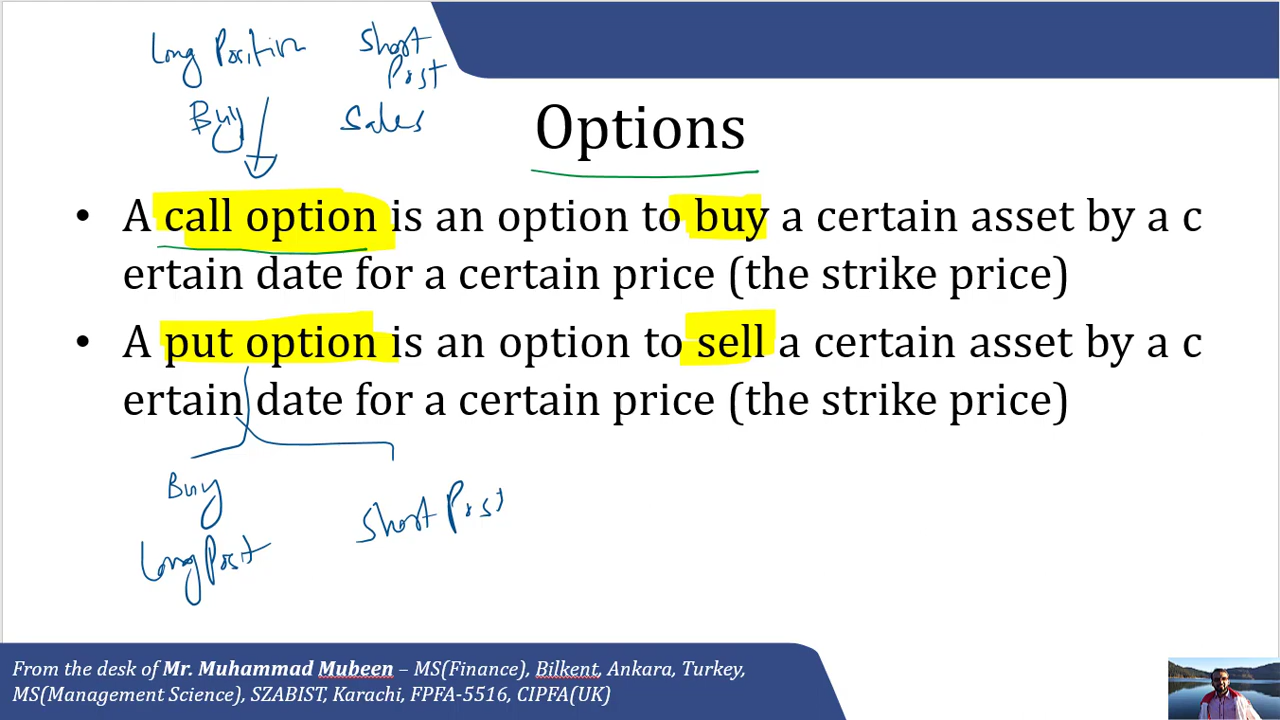 Long Position Short
Post
Buy Sales
Options
• A call option is an option to buy a certain asset by a c
ertain date for a certain price (the strike price)
• A put option is an option to sell a certain asset by a c
ertain date for a certain price (the strike price)
Buy
Short Post
Long Post
From the desk of Mr. Muhammad Mubeen – MS(Finance), Bilkent, Ankara, Turkey,
MS(Management Science), SZABIST, Karachi, FPFA-5516, CIPFA(UK)